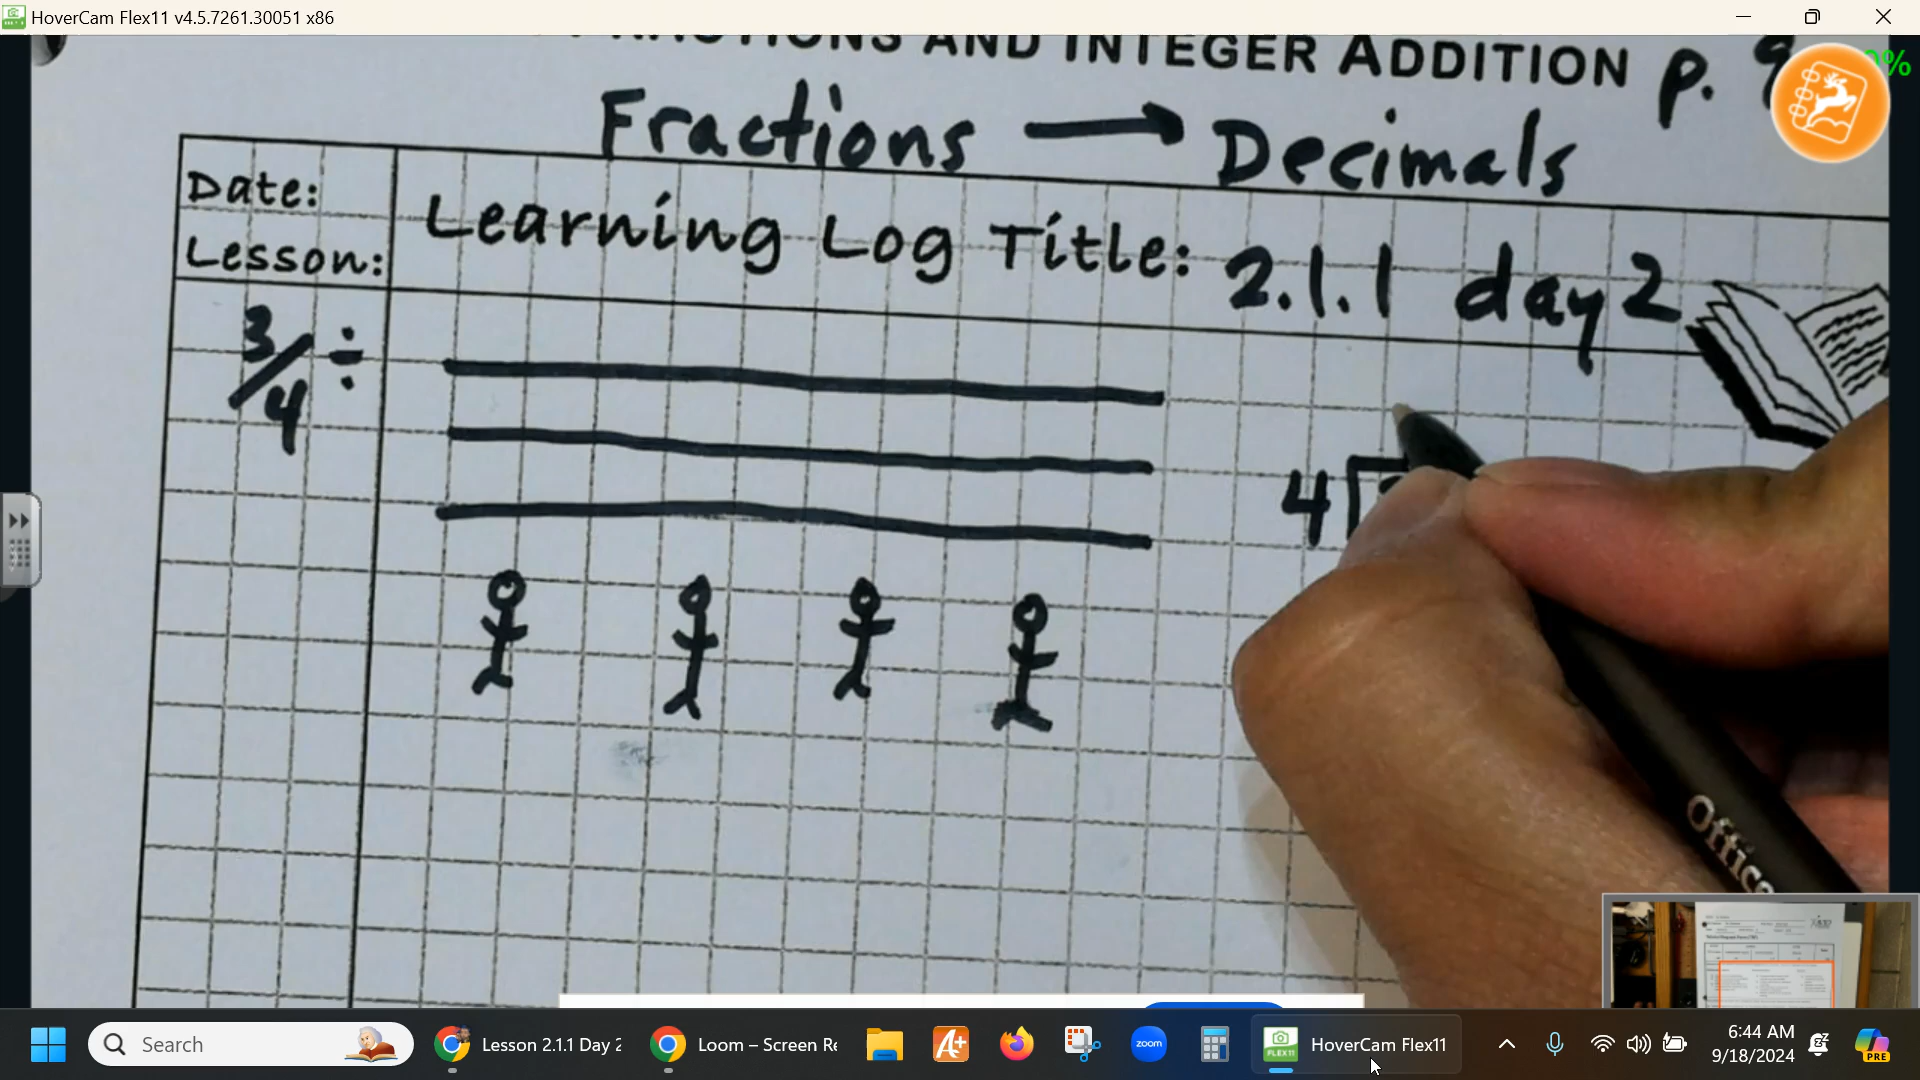 HoverCam Flex11 v4.5.7261.30051 x86
FRACTIONS AND INTEGER ADDITION p.
%
Fractions → Decimals
Date:
Lesson:
Learning Log Title: 2.1.1 day 2
3/4 ÷
4
Office
Search
Lesson 2.1.1 Day 2
Loom – Screen Re
zoom
FLEX11
HoverCam Flex11
6:44 AM
9/18/2024
PRE